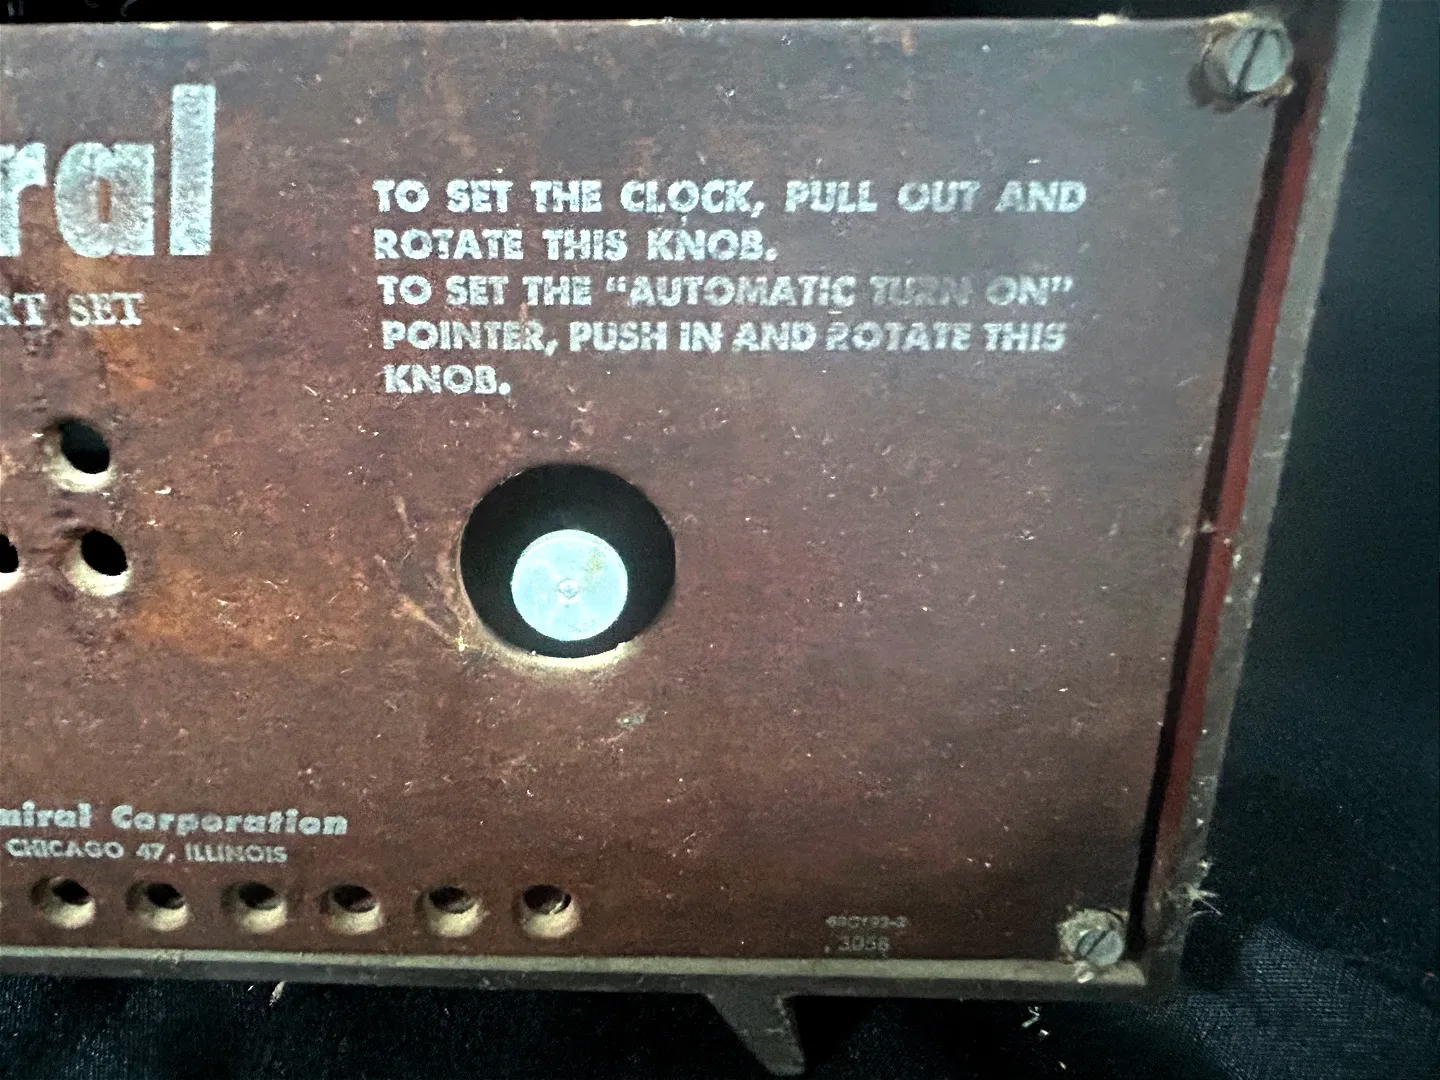 ral
RT SET
TO SET THE CLOCK, PULL OUT AND
ROTATE THIS KNOB.
TO SET THE “AUTOMATIC TURN ON”
POINTER, PUSH IN AND ROTATE THIS
KNOB.
miral Corporation
CHICAGO 47, ILLINOIS